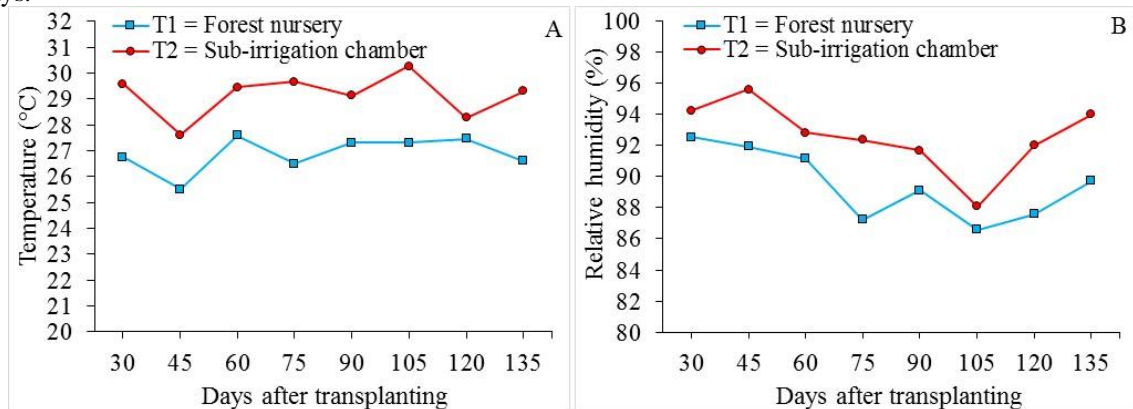 ys.
T1 = Forest nursery
T2 = Sub-irrigation chamber
A
Temperature (°C)
32
31
30
29
28
27
26
25
24
23
22
21
20
30 45 60 75 90 105 120 135
Days after transplanting
T1 = Forest nursery
T2 = Sub-irrigation chamber
B
Relative humidity (%)
100
98
96
94
92
90
88
86
84
82
80
30 45 60 75 90 105 120 135
Days after transplanting